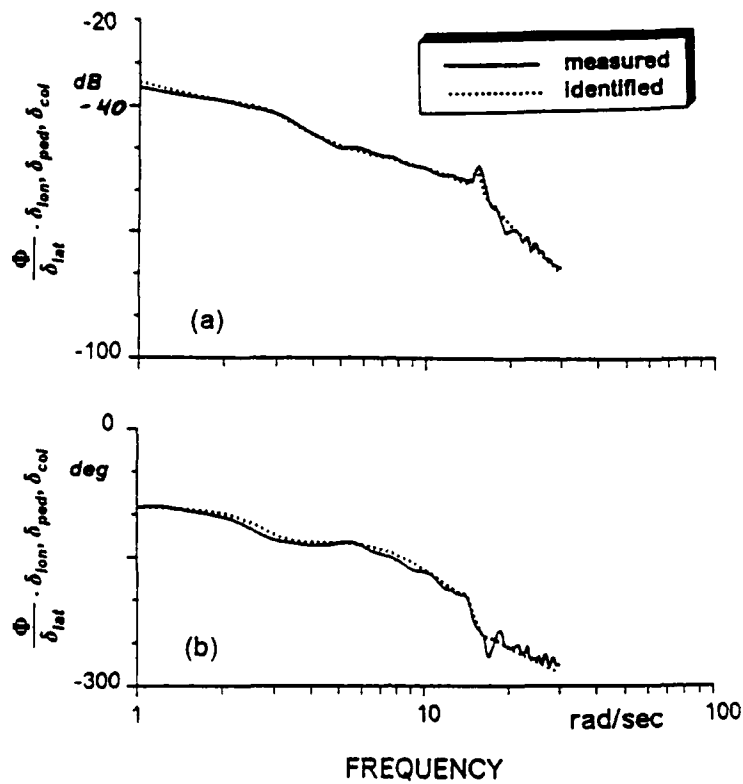 -20
dB
-40
Φ/δlat · δlon, δped, δcol
measured
identified
(a)
-100
0
deg
Φ/δlat · δlon, δped, δcol
(b)
-300
1
10
rad/sec
100
FREQUENCY